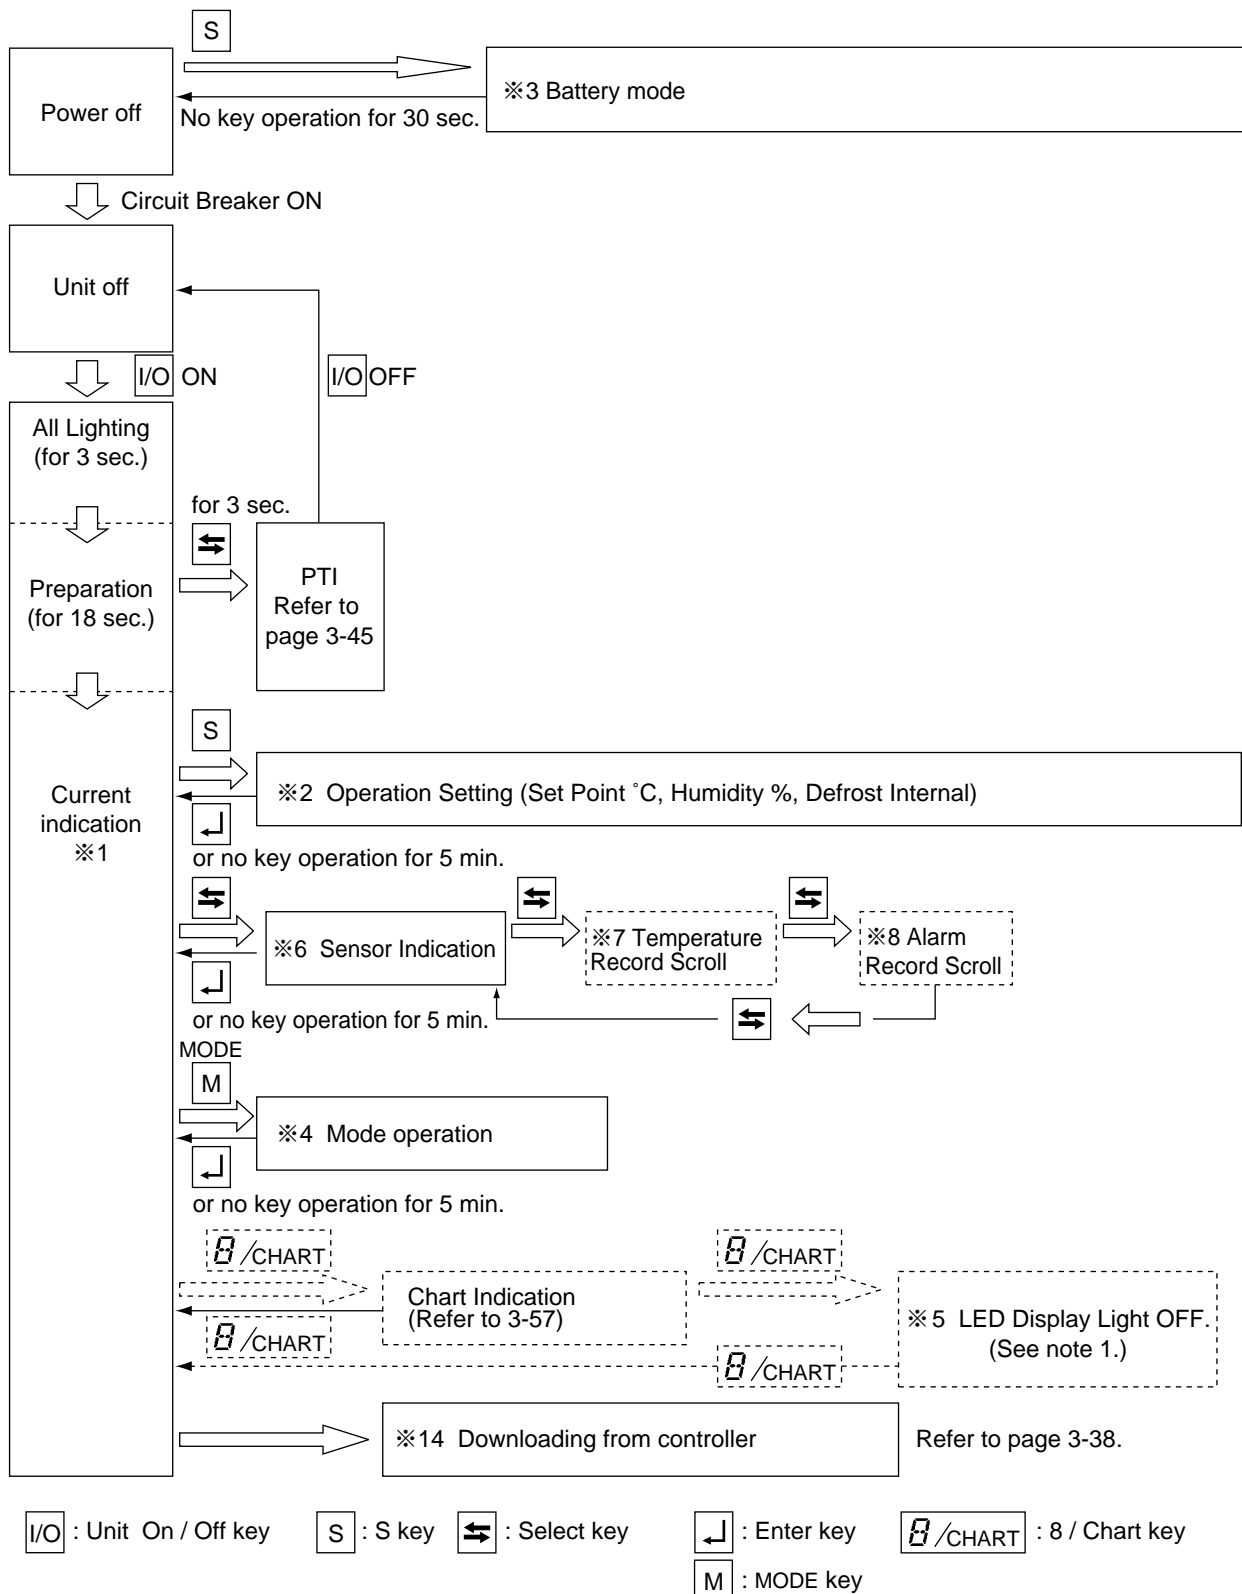 S
Power off
※3 Battery mode
No key operation for 30 sec.
Circuit Breaker ON
Unit off
I/O ON
I/O OFF
All Lighting
(for 3 sec.)
for 3 sec.
Preparation
(for 18 sec.)
PTI
Refer to
page 3-45
S
Current
indication
※1
※2 Operation Setting (Set Point ˚C, Humidity %, Defrost Internal)
or no key operation for 5 min.
※6 Sensor Indication
※7 Temperature
Record Scroll
※8 Alarm
Record Scroll
or no key operation for 5 min.
MODE
M
※4 Mode operation
or no key operation for 5 min.
8/CHART
8/CHART
Chart Indication
(Refer to 3-57)
※5 LED Display Light OFF.
(See note 1.)
8/CHART
8/CHART
※14 Downloading from controller
Refer to page 3-38.
I/O : Unit On / Off key
S : S key
: Select key
: Enter key
8/CHART : 8 / Chart key
M : MODE key